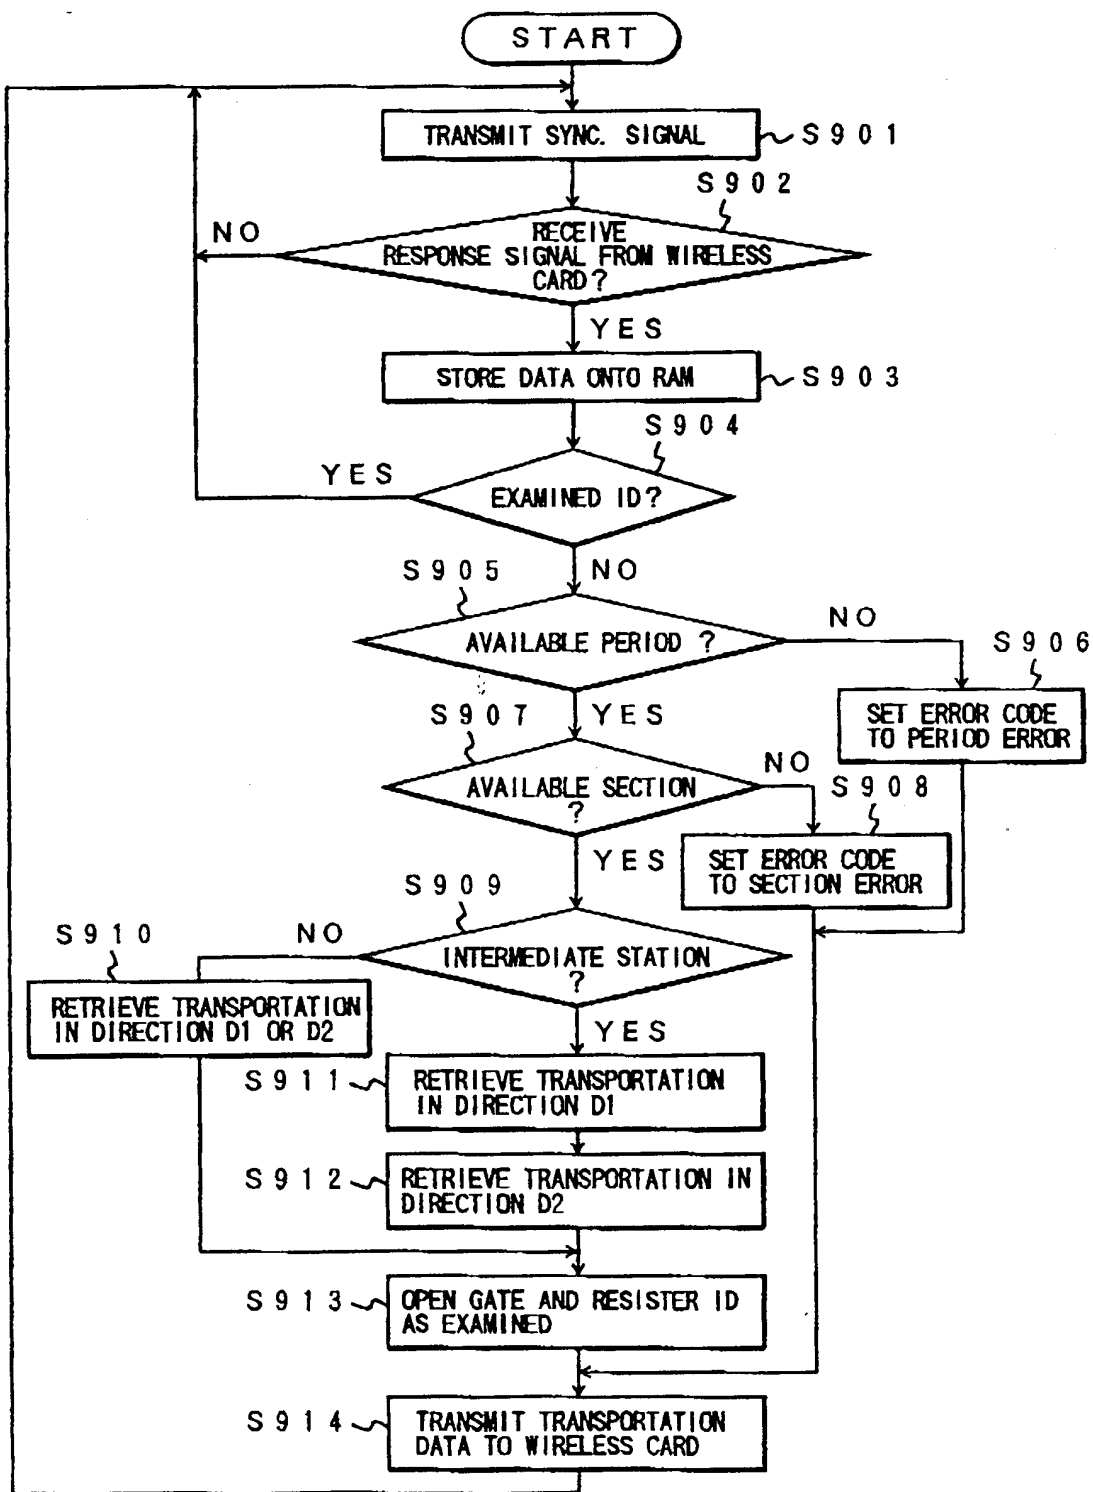 START
TRANSMIT SYNC. SIGNAL
S901
S902
RECEIVE
RESPONSE SIGNAL FROM WIRELESS
CARD?
NO
YES
STORE DATA ONTO RAM
S903
S904
EXAMINED ID?
YES
NO
S905
AVAILABLE PERIOD ?
NO
S906
SET ERROR CODE
TO PERIOD ERROR
YES
S907
AVAILABLE SECTION
?
NO
S908
SET ERROR CODE
TO SECTION ERROR
YES
S909
INTERMEDIATE STATION
?
NO
S910
RETRIEVE TRANSPORTATION
IN DIRECTION D1 OR D2
YES
S911
RETRIEVE TRANSPORTATION
IN DIRECTION D1
S912
RETRIEVE TRANSPORTATION IN
DIRECTION D2
S913
OPEN GATE AND RESISTER ID
AS EXAMINED
S914
TRANSMIT TRANSPORTATION
DATA TO WIRELESS CARD